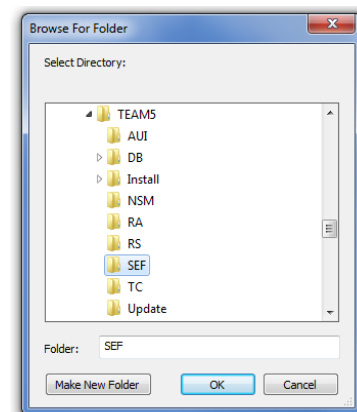 Browse For Folder
Select Directory:
TEAM5
AUI
DB
Install
NSM
RA
RS
SEF
TC
Update
Folder: SEF
Make New Folder OK Cancel